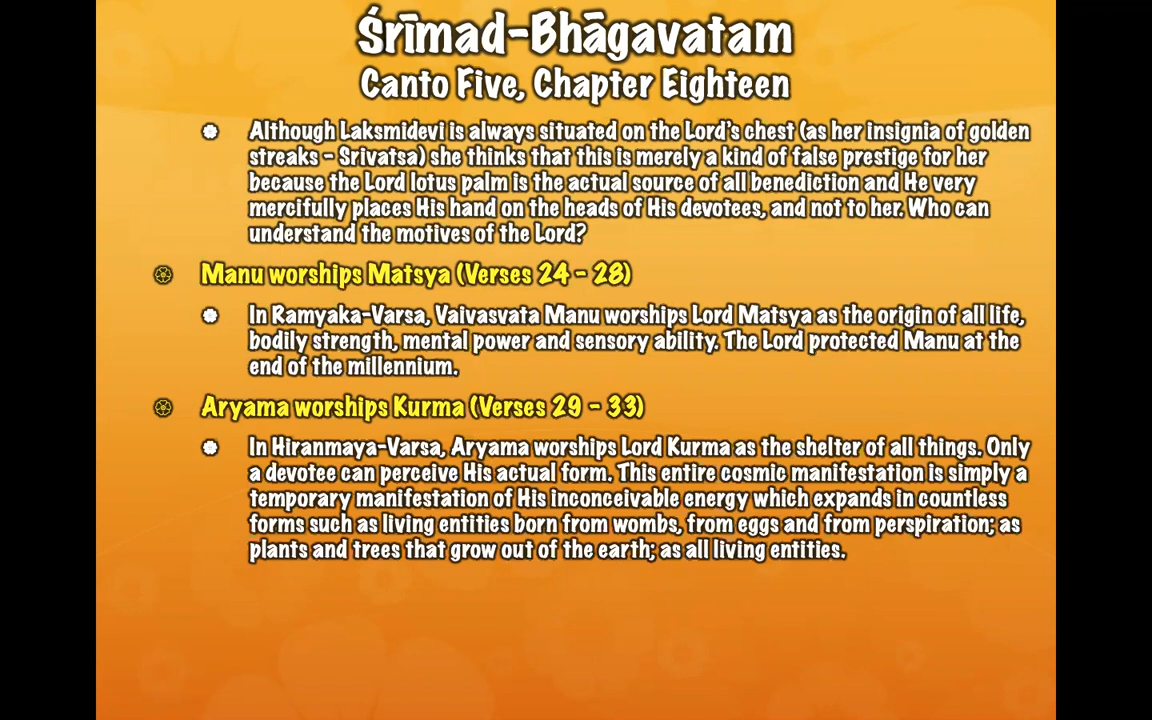 Śrīmad-Bhāgavatam
Canto Five, Chapter Eighteen
Although Laksmidevi is always situated on the Lord's chest (as her insignia of golden
streaks - Srivatsa) she thinks that this is merely a kind of false prestige for her
because the Lord lotus palm is the actual source of all benediction and He very
mercifully places His hand on the heads of His devotees, and not to her. Who can
understand the motives of the Lord?
Manu worships Matsya (Verses 24 - 28)
In Ramyaka-Varsa, Vaivasvata Manu worships Lord Matsya as the origin of all life,
bodily strength, mental power and sensory ability. The Lord protected Manu at the
end of the millennium.
Aryama worships Kurma (Verses 29 - 33)
In Hiranmaya-Varsa, Aryama worships Lord Kurma as the shelter of all things. Only
a devotee can perceive His actual form. This entire cosmic manifestation is simply a
temporary manifestation of His inconceivable energy which expands in countless
forms such as living entities born from wombs, from eggs and from perspiration; as
plants and trees that grow out of the earth; as all living entities.